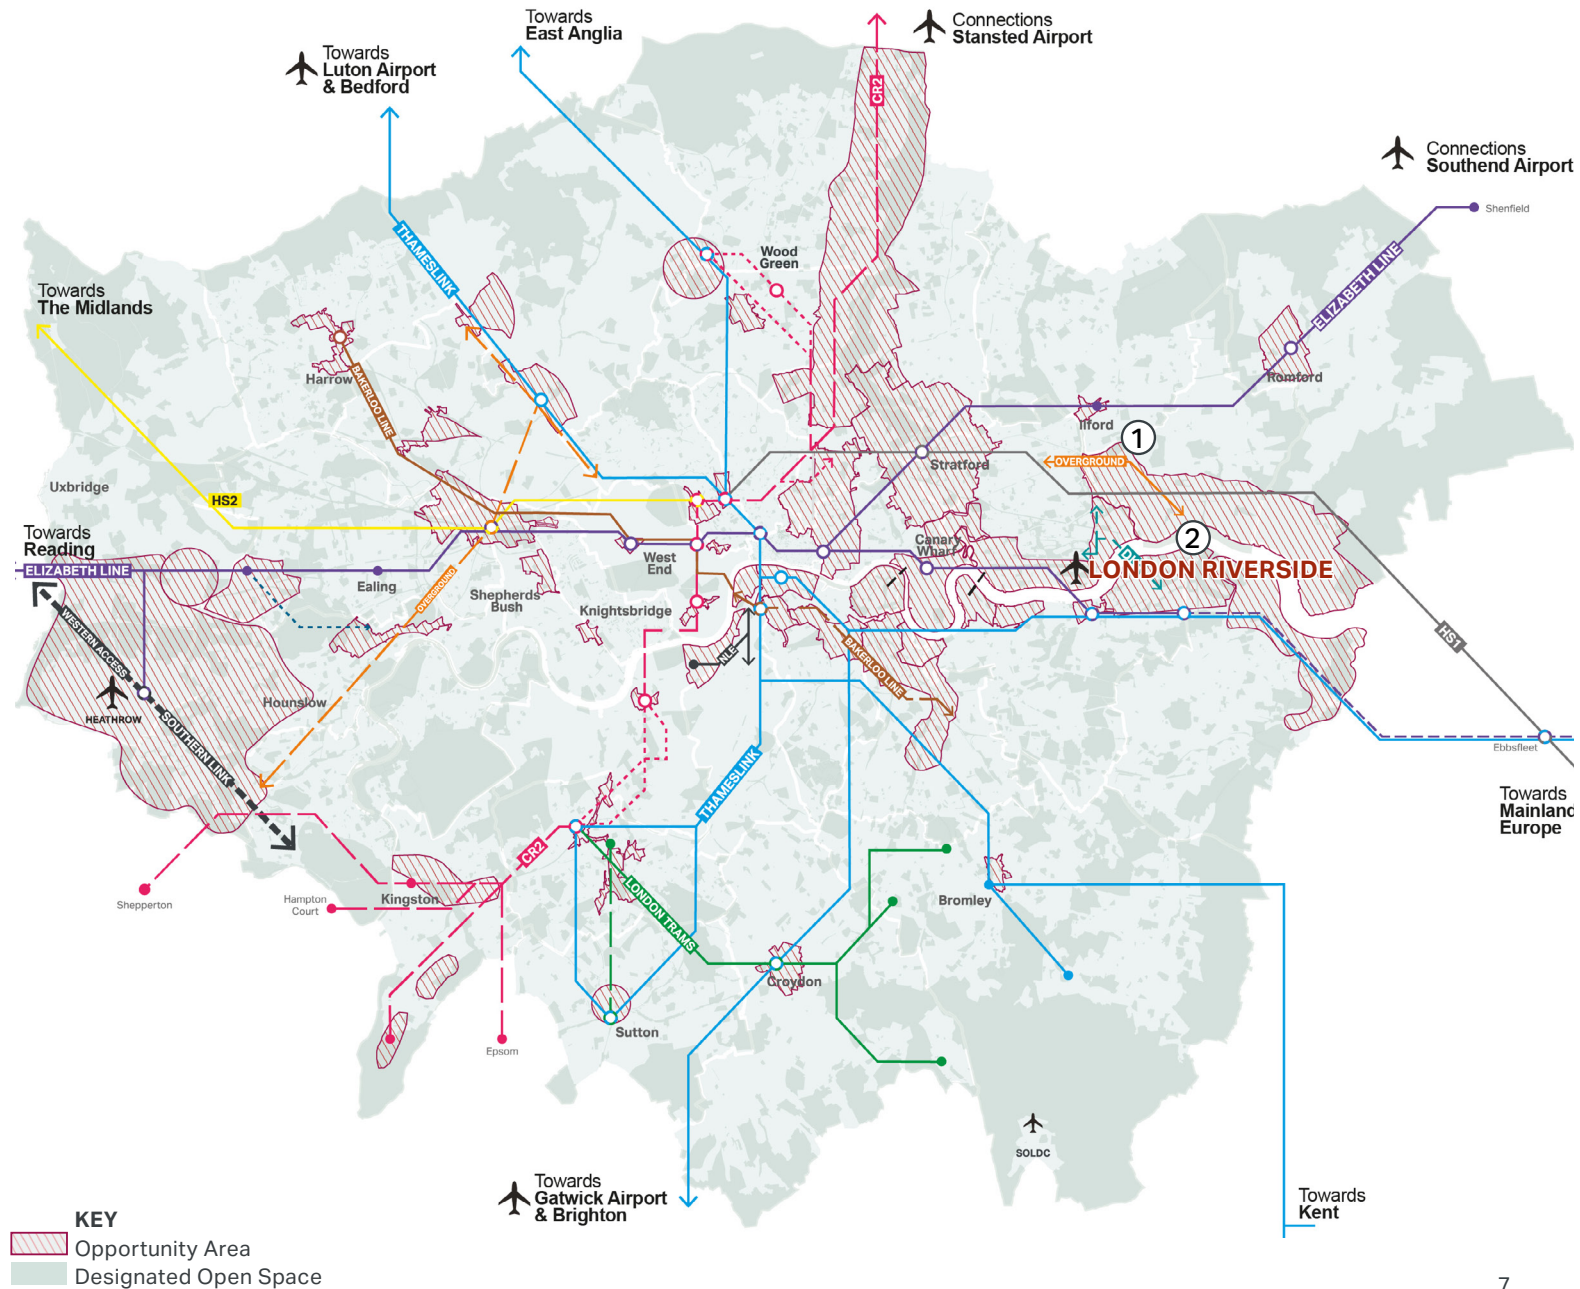 Towards
East Anglia
Connections
Stansted Airport
Towards
Luton Airport
& Bedford
CR2
Connections
Southend Airport
Shenfield
THAMESLINK
Wood
Green
ELIZABETH LINE
Towards
The Midlands
Harrow
BAKERLOO LINE
Romford
Ilford
1
OVERGROUND
Stratford
Uxbridge
HS2
2
Towards
Reading
ELIZABETH LINE
Ealing
West
End
Canary
Wharf
LONDON RIVERSIDE
OVERGROUND
Shepherds
Bush
Knightsbridge
WESTERN ACCESS
HS1
NLE
BAKERLOO LINE
HEATHROW
Hounslow
SOUTHERN LINK
Ebbsfleet
THAMESLINK
Towards
Mainland
Europe
CR2
Shepperton
Hampton
Court
Kingston
LONDON TRAMS
Bromley
Croydon
Sutton
Epsom
SOLDC
Towards
Gatwick Airport
& Brighton
Towards
Kent
KEY
Opportunity Area
Designated Open Space
7